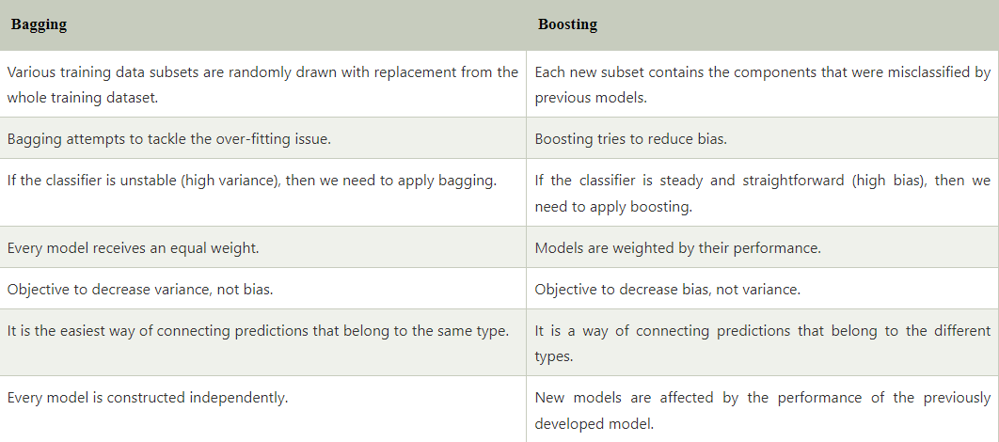 Bagging
Boosting
Various training data subsets are randomly drawn with replacement from the
whole training dataset.
Each new subset contains the components that were misclassified by
previous models.
Bagging attempts to tackle the over-fitting issue.
Boosting tries to reduce bias.
If the classifier is unstable (high variance), then we need to apply bagging.
If the classifier is steady and straightforward (high bias), then we
need to apply boosting.
Every model receives an equal weight.
Models are weighted by their performance.
Objective to decrease variance, not bias.
Objective to decrease bias, not variance.
It is the easiest way of connecting predictions that belong to the same type.
It is a way of connecting predictions that belong to the different
types.
Every model is constructed independently.
New models are affected by the performance of the previously
developed model.